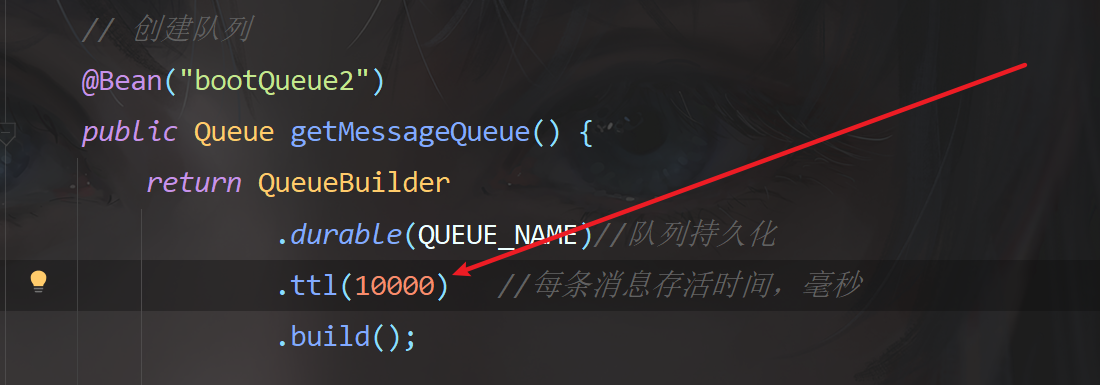 // 创建队列
@Bean("bootQueue2")
public Queue getMessageQueue() {
return QueueBuilder
.durable(QUEUE_NAME)//队列持久化
.ttl(10000)   //每条消息存活时间，毫秒
.build();